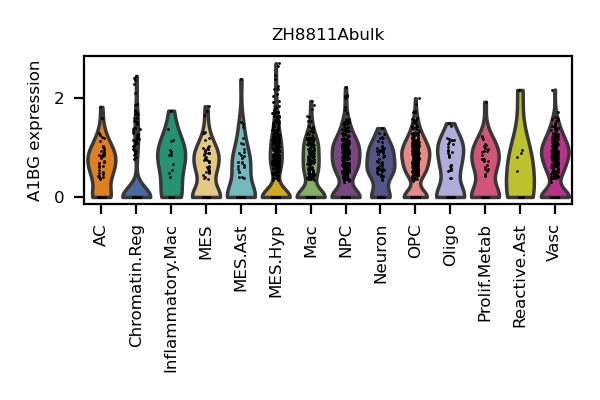 ZH8811Abulk
A1BG expression
2
0
AC
Chromatin.Reg
Inflammatory.Mac
MES
MES.Ast
MES.Hyp
Mac
NPC
Neuron
OPC
Oligo
Prolif.Metab
Reactive.Ast
Vasc